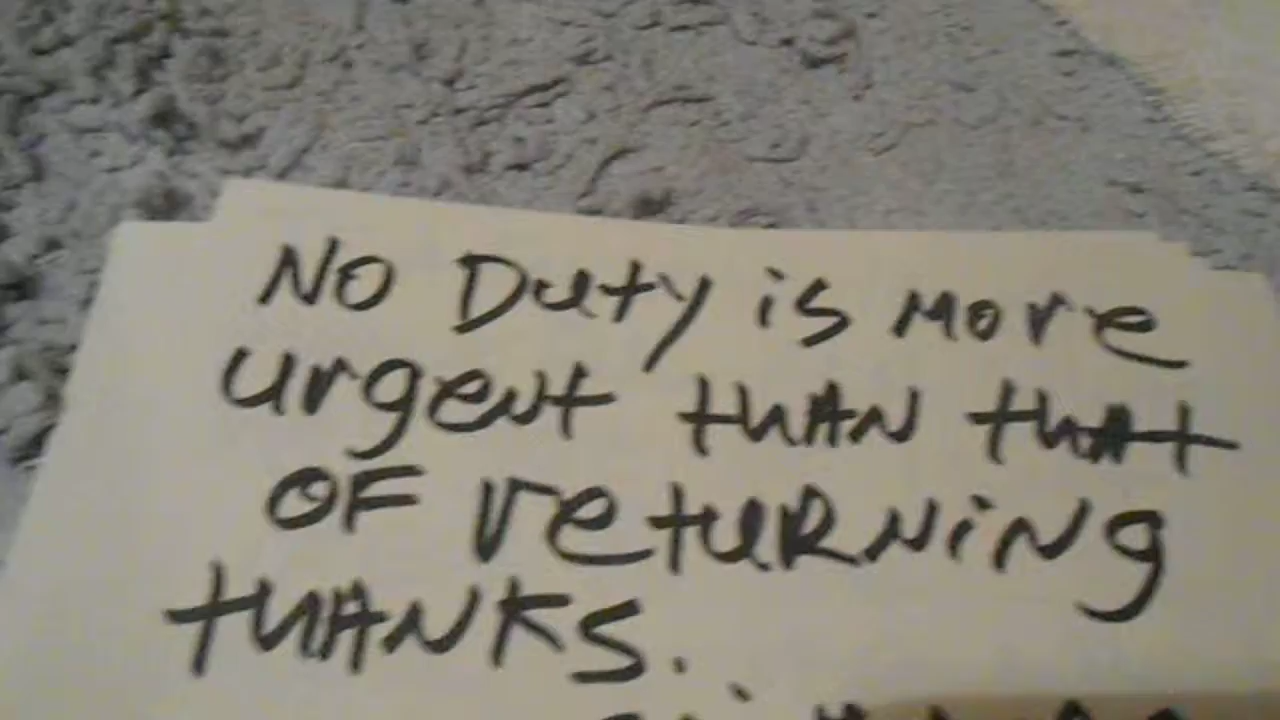 No Duty is more
urgent than that
OF returning
thANKS.